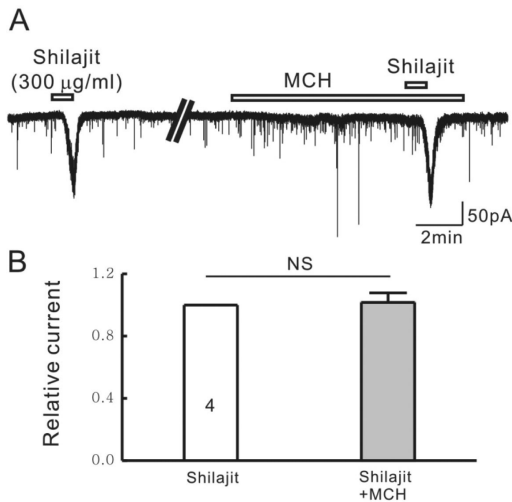 A
Shilajit
(300 μg/ml)
MCH
Shilajit
50pA
2min
B
NS
Relative current
1.2
0.8
0.4
0.0
4
Shilajit
Shilajit
+MCH